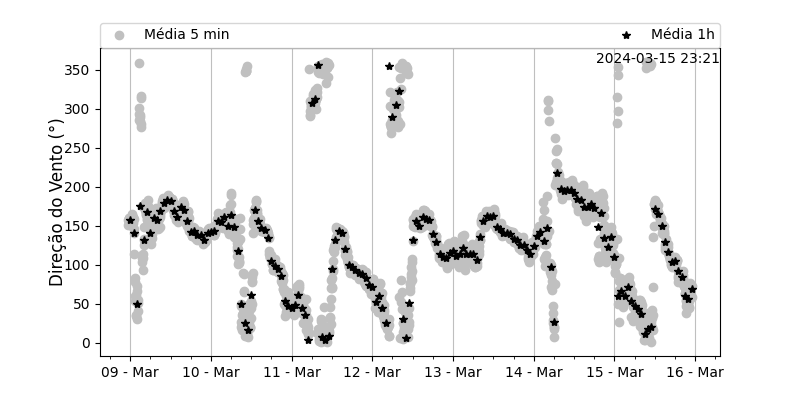 Média 5 min
Média 1h
2024-03-15 23:21
Direção do Vento (°)
350
300
250
200
150
100
50
0
09 - Mar
10 - Mar
11 - Mar
12 - Mar
13 - Mar
14 - Mar
15 - Mar
16 - Mar